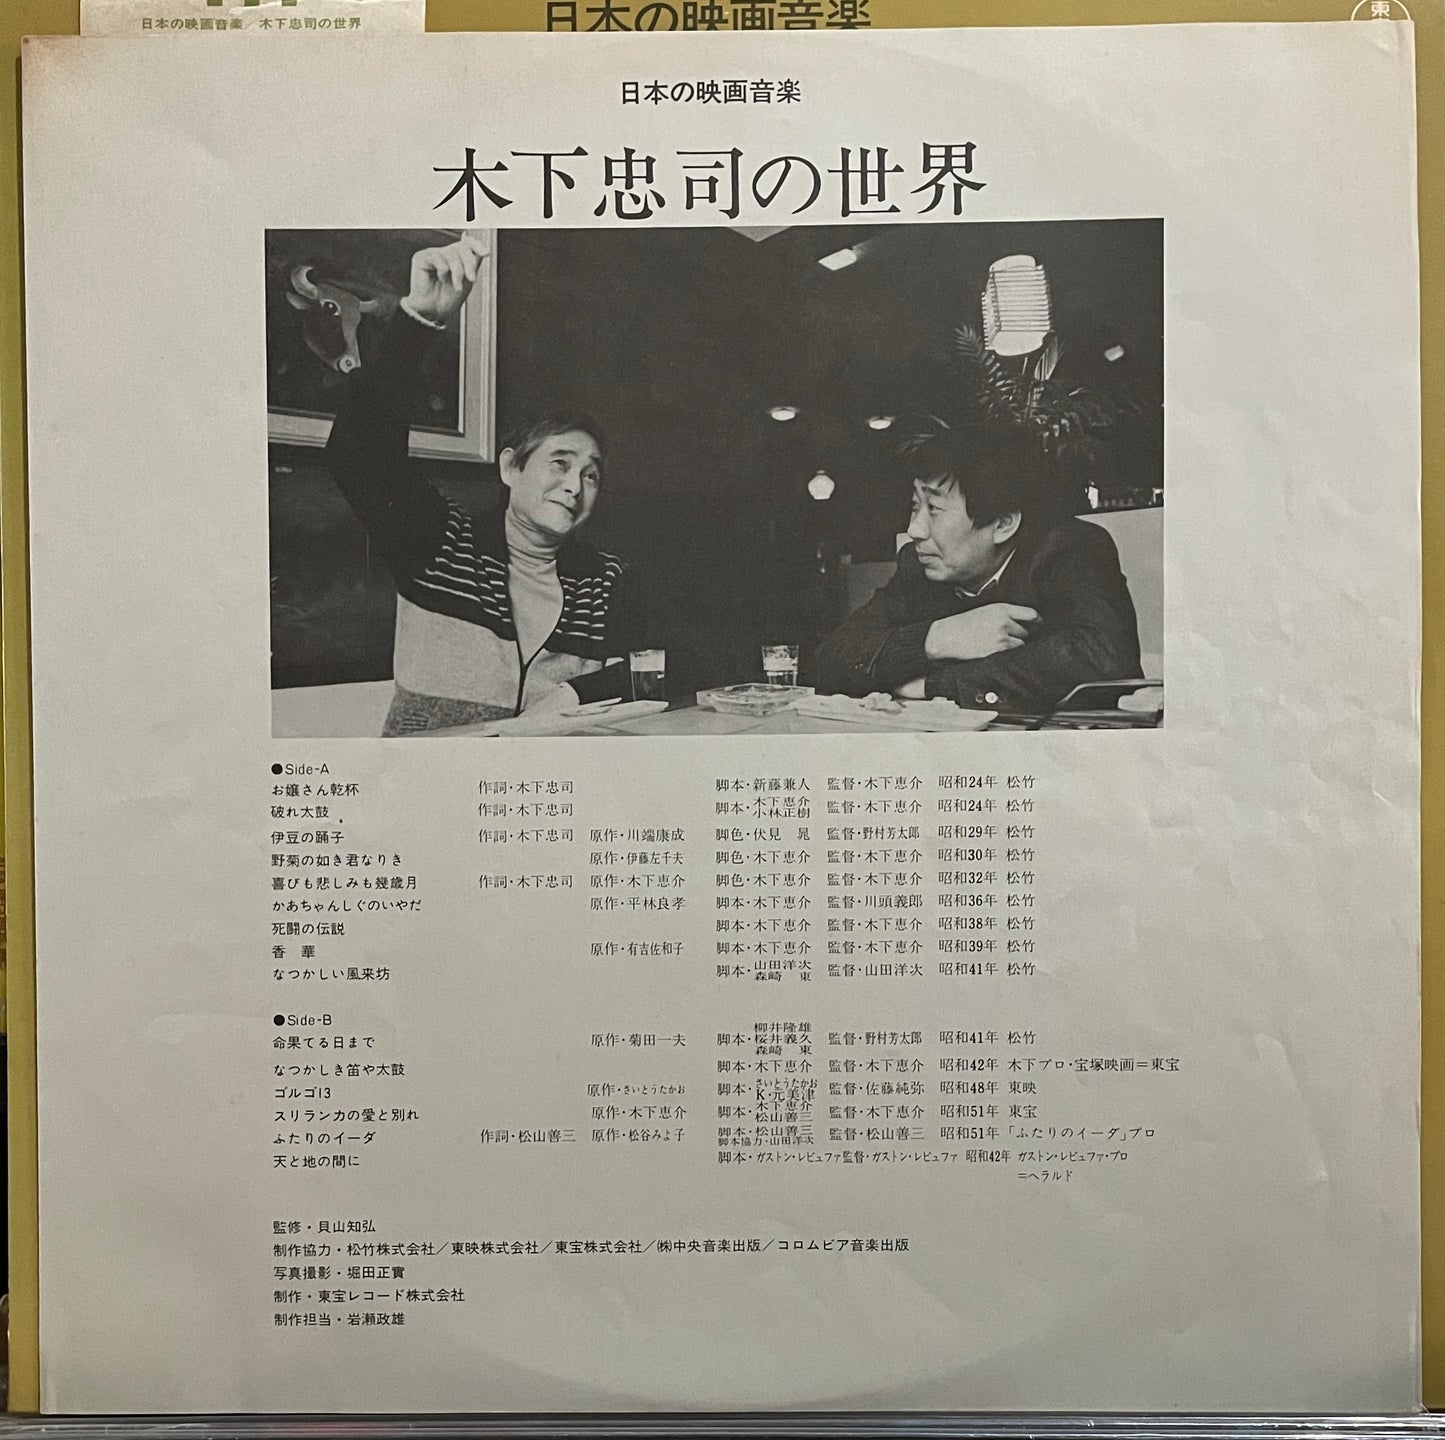 日本の映画音楽/木下忠司の世界
日本の映画音楽
東
日本の映画音楽
木下忠司の世界
●Side-A
お嬢さん乾杯 作詞・木下忠司 脚本・新藤兼人 監督・木下恵介 昭和24年 松竹
破れ太鼓 作詞・木下忠司 脚本・木下恵介 小林正樹 監督・木下恵介 昭和24年 松竹
伊豆の踊子 作詞・木下忠司 原作・川端康成 脚色・伏見 晁 監督・野村芳太郎 昭和29年 松竹
野菊の如き君なりき 原作・伊藤左千夫 脚色・木下恵介 監督・木下恵介 昭和30年 松竹
喜びも悲しみも幾歳月 作詞・木下忠司 原作・木下恵介 脚色・木下恵介 監督・木下恵介 昭和32年 松竹
かあちゃんしぐのいやだ 原作・平林良孝 脚本・木下恵介 監督・川頭義郎 昭和36年 松竹
死闘の伝説 脚本・木下恵介 監督・木下恵介 昭和38年 松竹
香 華 原作・有吉佐和子 脚本・木下恵介 監督・木下恵介 昭和39年 松竹
なつかしい風来坊 脚本・山田洋次 森崎 東 監督・山田洋次 昭和41年 松竹
●Side-B
命果てる日まで 原作・菊田一夫 脚本・柳井隆雄 桜井義久 森崎 東 監督・野村芳太郎 昭和41年 松竹
なつかしき笛や太鼓 脚本・木下恵介 監督・木下恵介 昭和42年 木下プロ・宝塚映画=東宝
ゴルゴ13 原作・さいとうたかお 脚本・さいとうたかお K・元美津 監督・佐藤純弥 昭和48年 東映
スリランカの愛と別れ 原作・木下恵介 脚本・木下恵介 松山善三 監督・木下恵介 昭和51年 東宝
ふたりのイーダ 作詞・松山善三 原作・松谷みよ子 脚本・松山善三 脚本協力・山田洋次 監督・松山善三 昭和51年 「ふたりのイーダ」プロ
天と地の間に 脚本・ガストン・レビュファ 監督・ガストン・レビュファ 昭和42年 ガストン・レビュファ・プロ
=ヘラルド
監修・貝山知弘
制作協力・松竹株式会社/東映株式会社/東宝株式会社/㈱中央音楽出版/コロムビア音楽出版
写真撮影・堀田正實
制作・東宝レコード株式会社
制作担当・岩瀬政雄